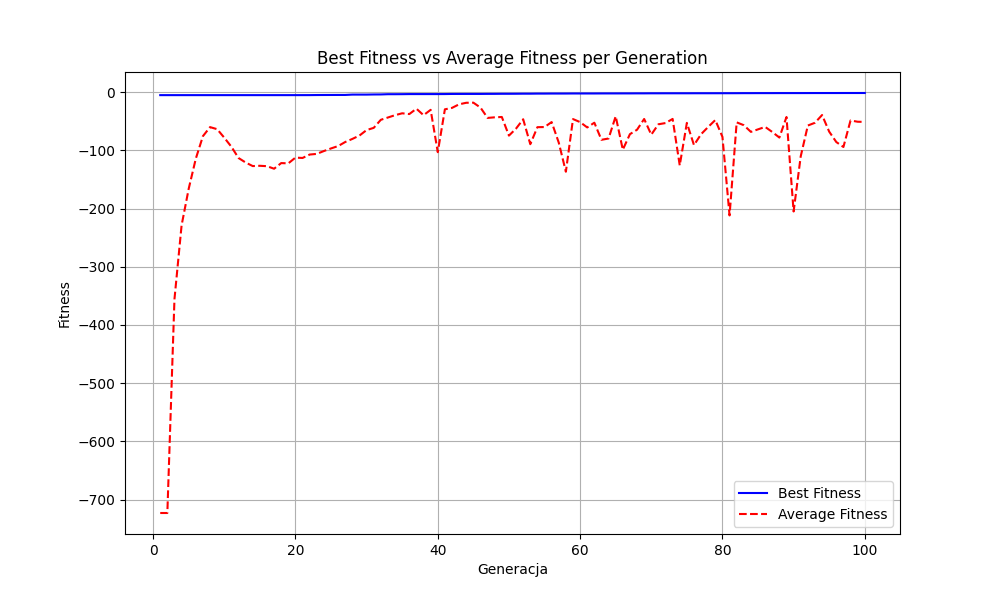 Best Fitness vs Average Fitness per Generation
Fitness
0
−100
−200
−300
−400
−500
−600
−700
0
20
40
60
80
100
Generacja
Best Fitness
Average Fitness